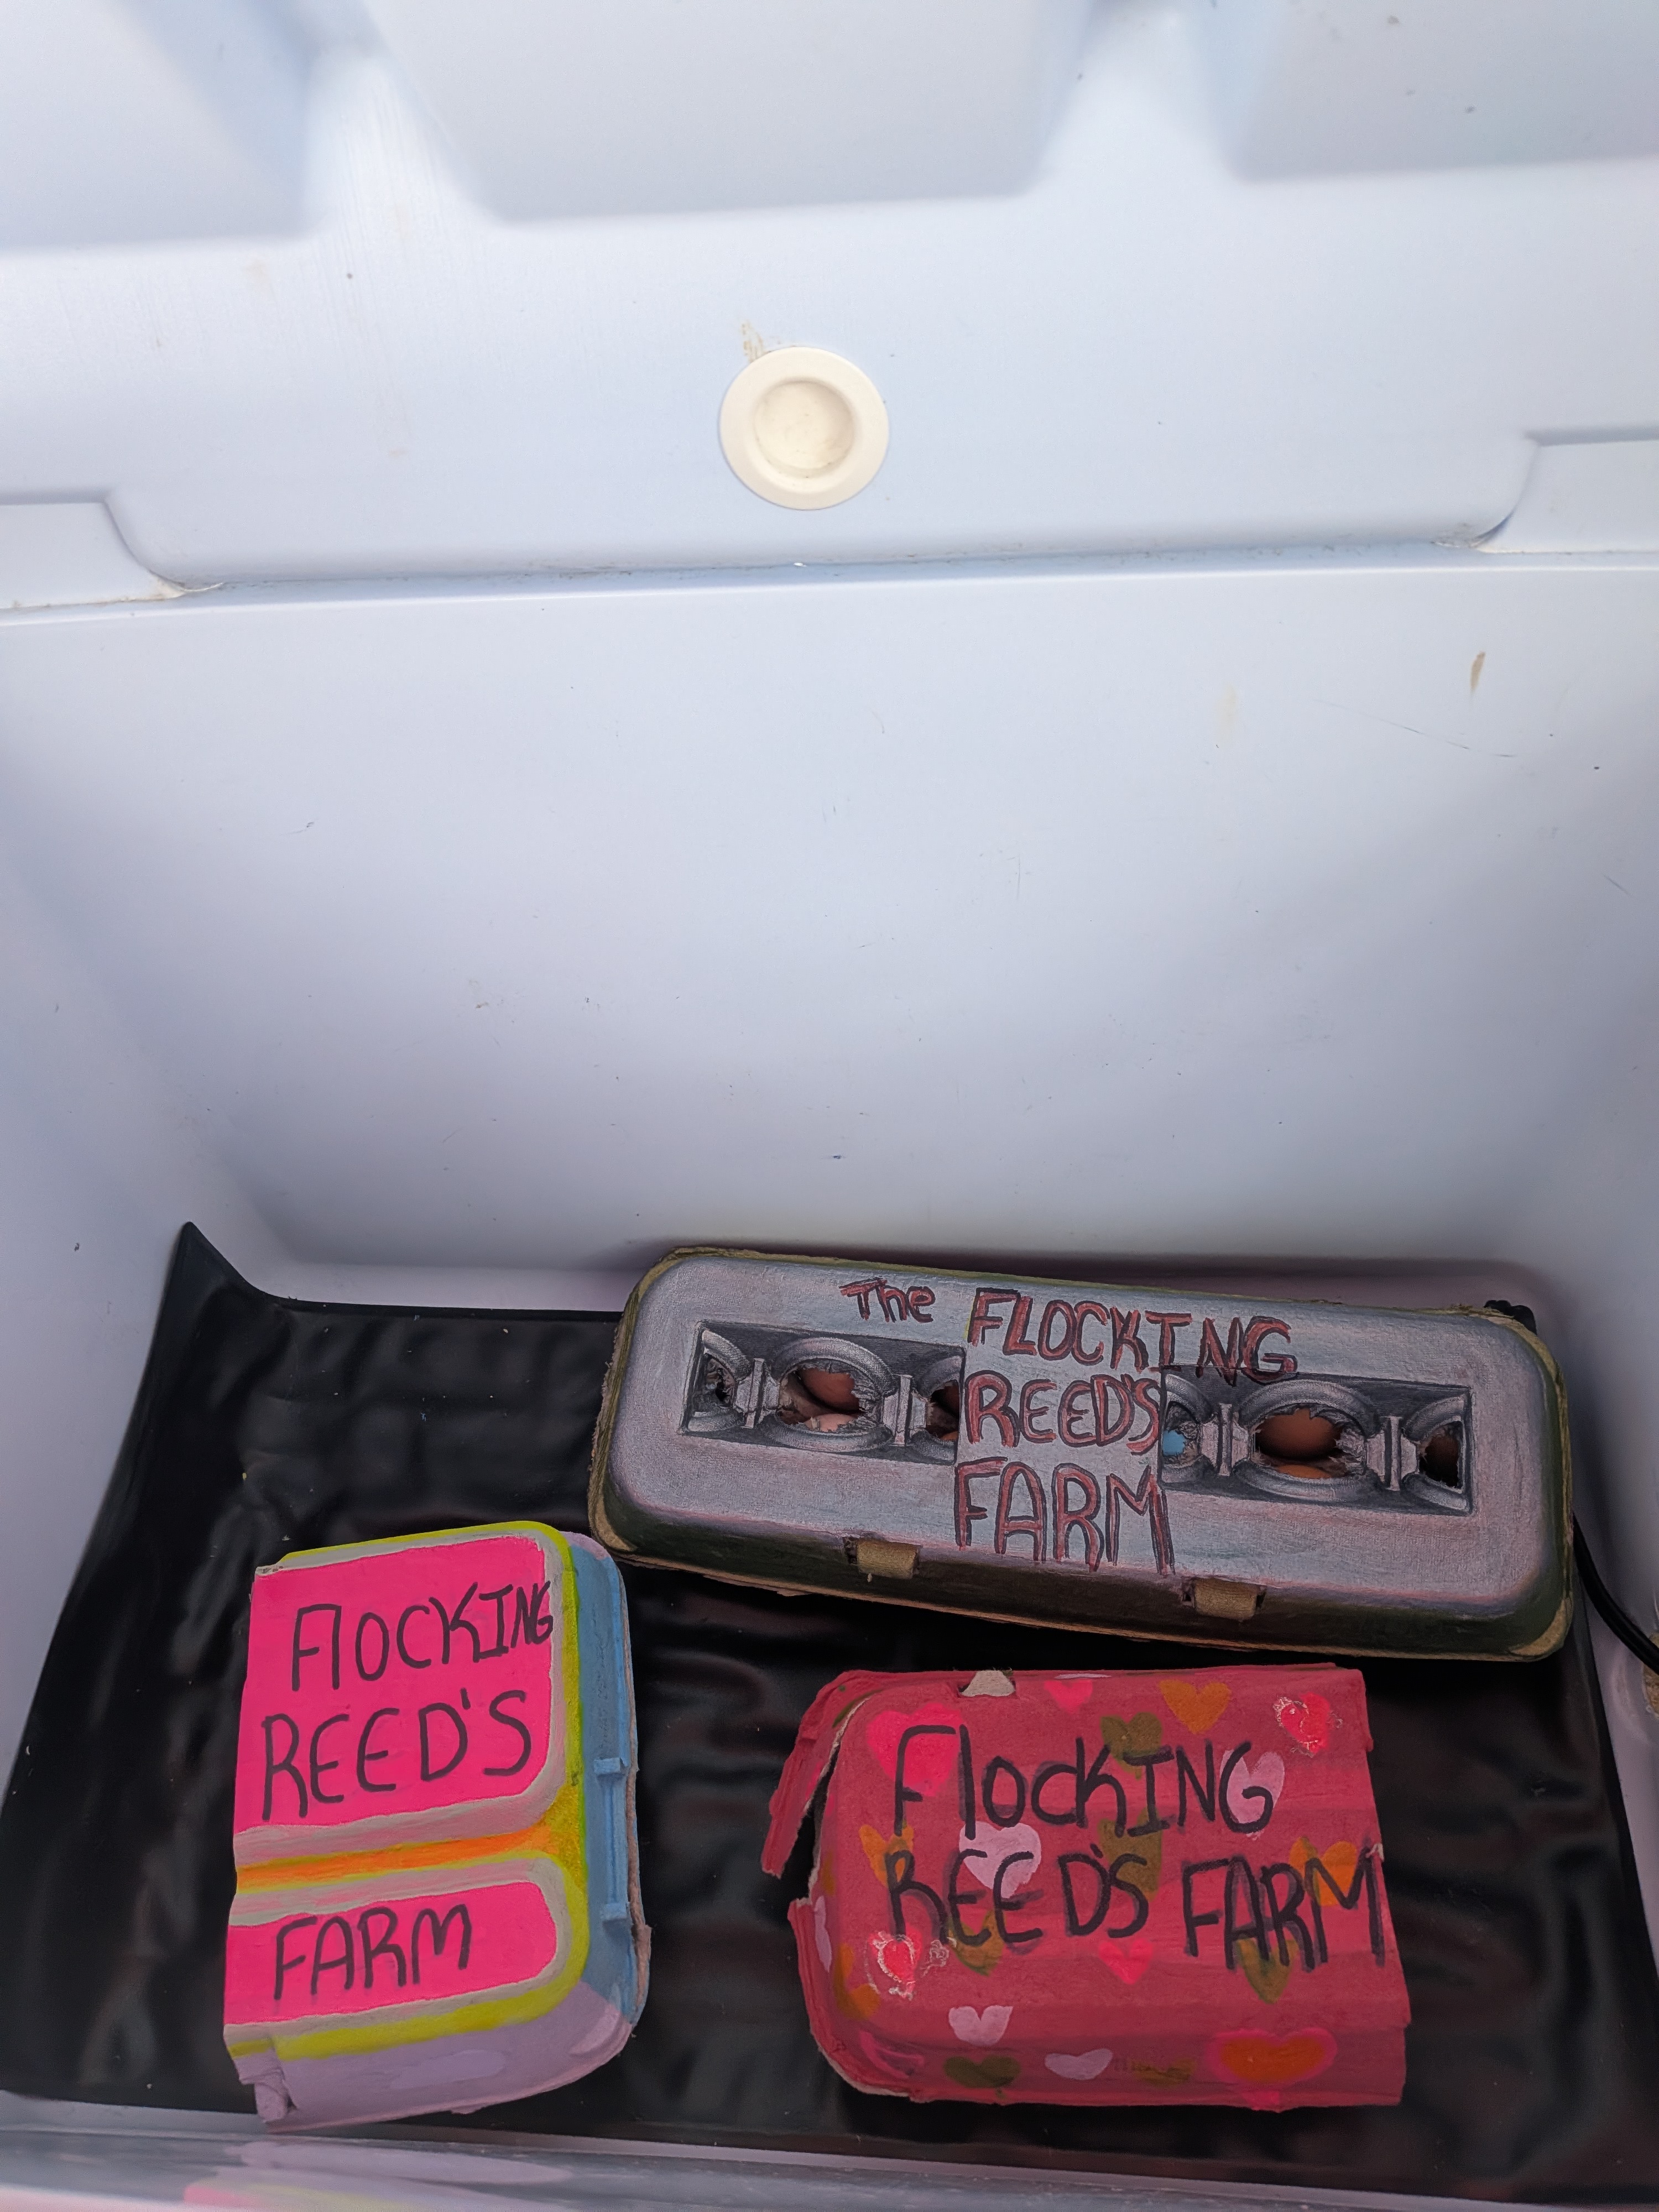 The FLOCKING
REED'S
FARM
FlOCKING
REED'S
FARM
FlocKING
REED'S FARM